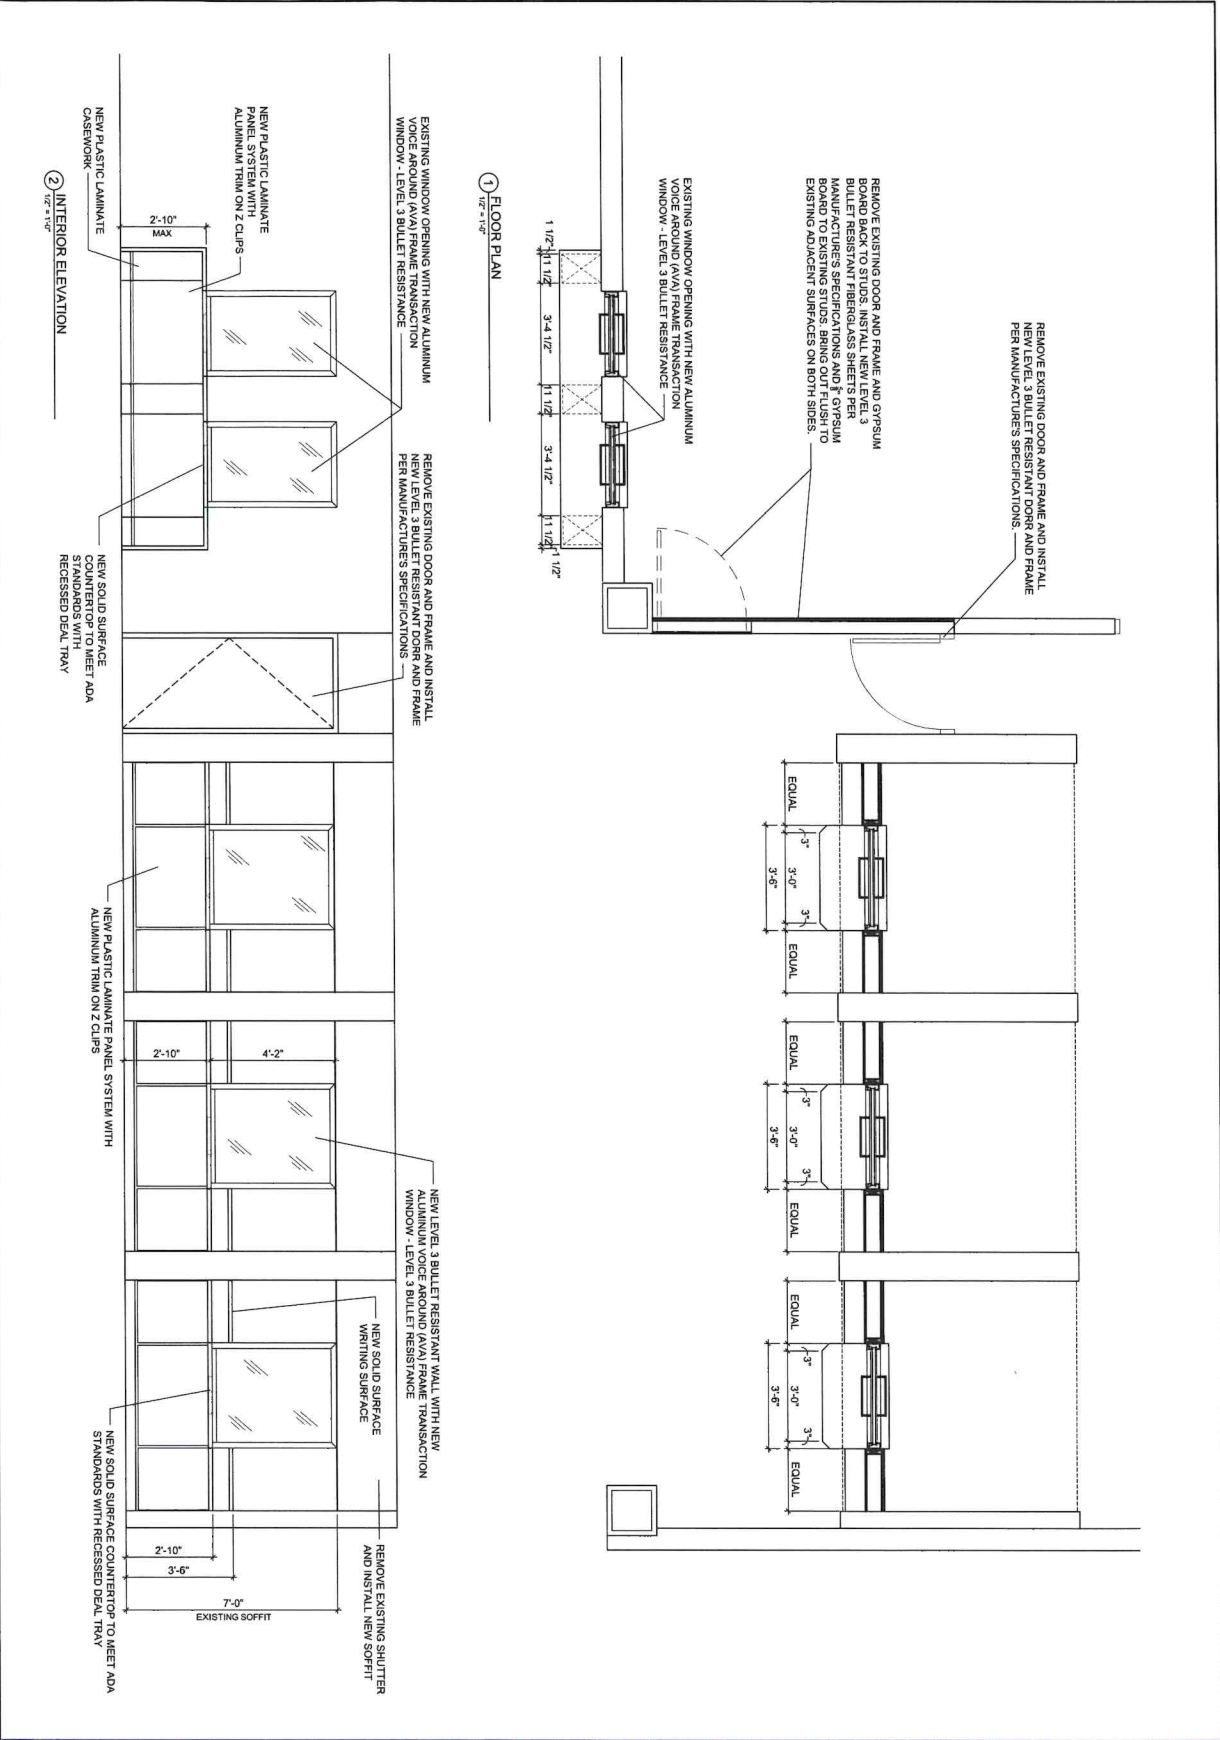 REMOVE EXISTING DOOR AND FRAME AND INSTALL
NEW LEVEL 3 BULLET RESISTANT DORR AND FRAME
PER MANUFACTURE'S SPECIFICATIONS.
REMOVE EXISTING DOOR AND FRAME AND GYPSUM
BOARD BACK TO STUDS. INSTALL NEW LEVEL 3
BULLET RESISTANT FIBERGLASS SHEETS PER
MANUFACTURE'S SPECIFICATIONS AND GYPSUM
BOARD TO EXISTING STUDS. BRING OUT FLUSH TO
EXISTING ADJACENT SURFACES ON BOTH SIDES.
EXISTING WINDOW OPENING WITH NEW ALUMINUM
VOICE AROUND (AVA) FRAME TRANSACTION
WINDOW - LEVEL 3 BULLET RESISTANCE
EQUAL
3"
3'-0"
3"
3'-6"
EQUAL
EQUAL
3"
3'-0"
3"
3'-6"
EQUAL
EQUAL
3"
3'-0"
3"
3'-6"
EQUAL
1 1/2"
11 1/2"
3'-4 1/2"
11 1/2"
3'-4 1/2"
11 1/2"
1 1/2"
1 FLOOR PLAN
1/2" = 1'-0"
EXISTING WINDOW OPENING WITH NEW ALUMINUM
VOICE AROUND (AVA) FRAME TRANSACTION
WINDOW - LEVEL 3 BULLET RESISTANCE
REMOVE EXISTING DOOR AND FRAME AND INSTALL
NEW LEVEL 3 BULLET RESISTANT DORR AND FRAME
PER MANUFACTURE'S SPECIFICATIONS
NEW LEVEL 3 BULLET RESISTANT WALL WITH NEW
ALUMINUM VOICE AROUND (AVA) FRAME TRANSACTION
WINDOW - LEVEL 3 BULLET RESISTANCE
NEW SOLID SURFACE
WRITING SURFACE
REMOVE EXISTING SHUTTER
AND INSTALL NEW SOFFIT
NEW PLASTIC LAMINATE
PANEL SYSTEM WITH
ALUMINUM TRIM ON Z CLIPS
2'-10"
MAX
4'-2"
2'-10"
2'-10"
3'-6"
7'-0"
EXISTING SOFFIT
NEW PLASTIC LAMINATE
CASEWORK
NEW SOLID SURFACE
COUNTERTOP TO MEET ADA
STANDARDS WITH
RECESSED DEAL TRAY
NEW PLASTIC LAMINATE PANEL SYSTEM WITH
ALUMINUM TRIM ON Z CLIPS
NEW SOLID SURFACE COUNTERTOP TO MEET ADA
STANDARDS WITH RECESSED DEAL TRAY
2 INTERIOR ELEVATION
1/2" = 1'-0"